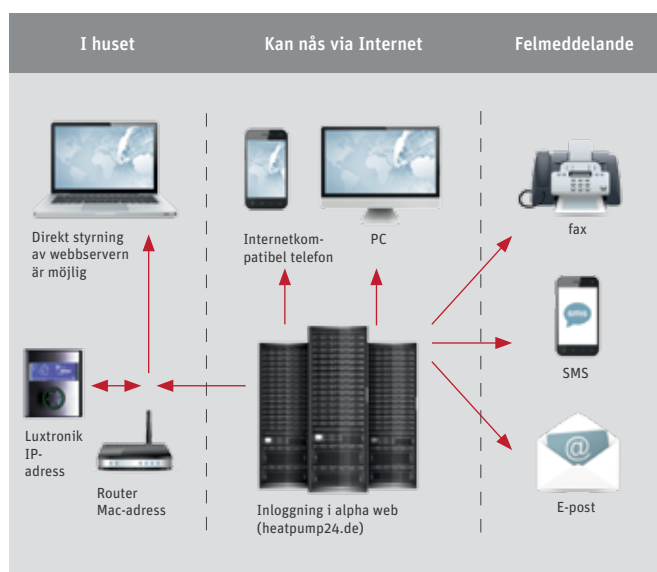 I huset
Kan nås via Internet
Felmeddelande
Direkt styrning
av webbservern
är möjlig
Internetkom-
patibel telefon
PC
fax
sms
SMS
Luxtronik
IP-
adress
Router
Mac-adress
Inloggning i alpha web
(heatpump24.de)
@
E-post